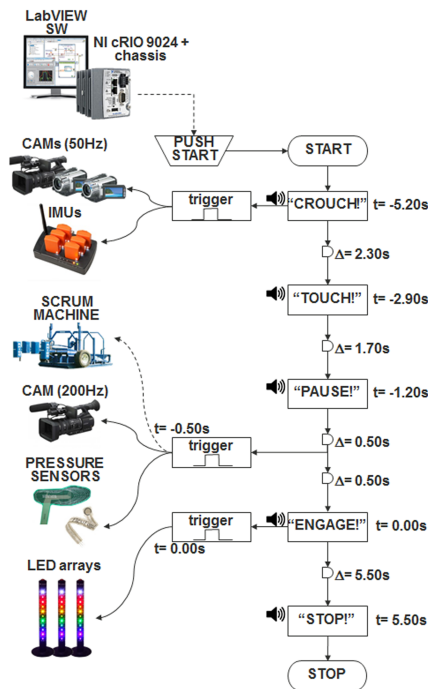 LabVIEW
SW
NI cRIO 9024 +
chassis
PUSH
START
START
CAMs (50Hz)
trigger
“CROUCH!”
t= -5.20s
IMUs
Δ= 2.30s
“TOUCH!”
t= -2.90s
SCRUM
MACHINE
Δ= 1.70s
“PAUSE!”
t= -1.20s
CAM (200Hz)
t= -0.50s
Δ= 0.50s
trigger
PRESSURE
SENSORS
Δ= 0.50s
trigger
“ENGAGE!”
t= 0.00s
t= 0.00s
LED arrays
Δ= 5.50s
“STOP!”
t= 5.50s
STOP